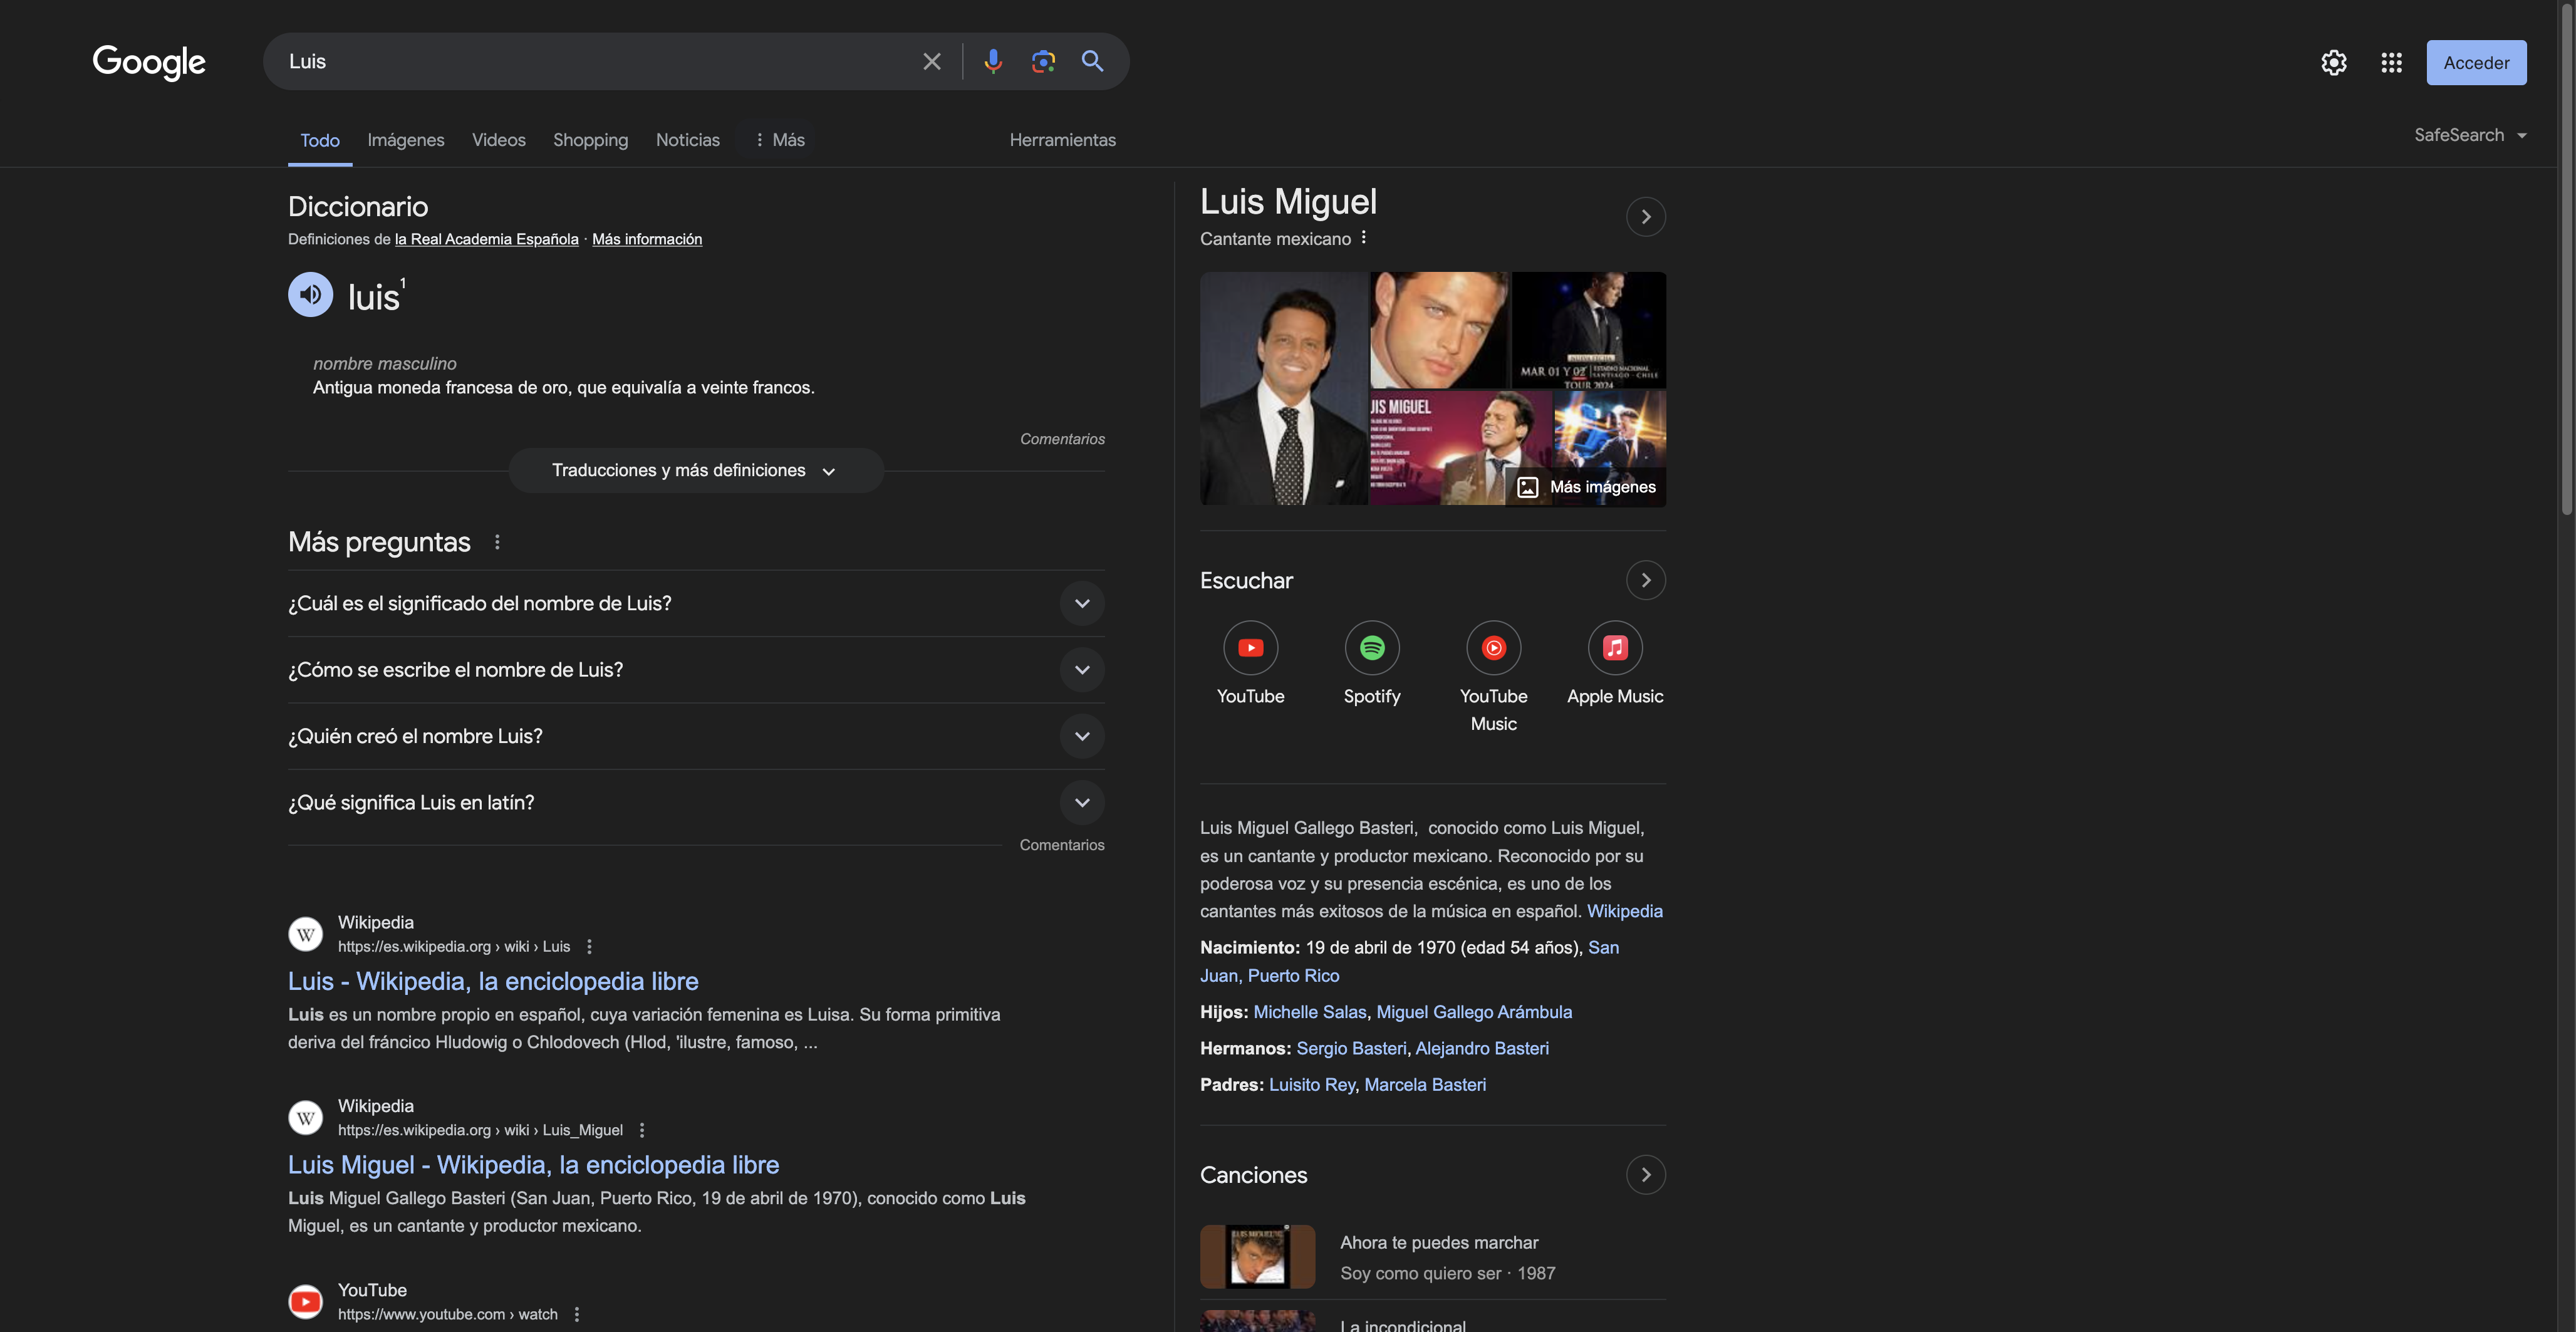 Google
Luis
Acceder
Todo
Imágenes
Videos
Shopping
Noticias
Más
Herramientas
SafeSearch
Diccionario
Definiciones de la Real Academia Española · Más información
luis¹
nombre masculino
Antigua moneda francesa de oro, que equivalía a veinte francos.
Comentarios
Traducciones y más definiciones
Más preguntas
¿Cuál es el significado del nombre de Luis?
¿Cómo se escribe el nombre de Luis?
¿Quién creó el nombre Luis?
¿Qué significa Luis en latín?
Comentarios
W
Wikipedia
https://es.wikipedia.org › wiki › Luis
Luis - Wikipedia, la enciclopedia libre
Luis es un nombre propio en español, cuya variación femenina es Luisa. Su forma primitiva
deriva del fráncico Hludowig o Chlodovech (Hlod, 'ilustre, famoso, ...
W
Wikipedia
https://es.wikipedia.org › wiki › Luis_Miguel
Luis Miguel - Wikipedia, la enciclopedia libre
Luis Miguel Gallego Basteri (San Juan, Puerto Rico, 19 de abril de 1970), conocido como Luis
Miguel, es un cantante y productor mexicano.
YouTube
https://www.youtube.com › watch
Luis Miguel
Cantante mexicano
NUEVA FECHA
MAR 01 Y 02
ESTADIO NACIONAL
SANTIAGO - CHILE
TOUR 2024
UIS MIGUEL
Más imágenes
Escuchar
YouTube
Spotify
YouTube
Music
Apple Music
Luis Miguel Gallego Basteri, conocido como Luis Miguel,
es un cantante y productor mexicano. Reconocido por su
poderosa voz y su presencia escénica, es uno de los
cantantes más exitosos de la música en español. Wikipedia
Nacimiento: 19 de abril de 1970 (edad 54 años), San
Juan, Puerto Rico
Hijos: Michelle Salas, Miguel Gallego Arámbula
Hermanos: Sergio Basteri, Alejandro Basteri
Padres: Luisito Rey, Marcela Basteri
Canciones
LUIS MIGUEL
Ahora te puedes marchar
Soy como quiero ser · 1987
La incondicional